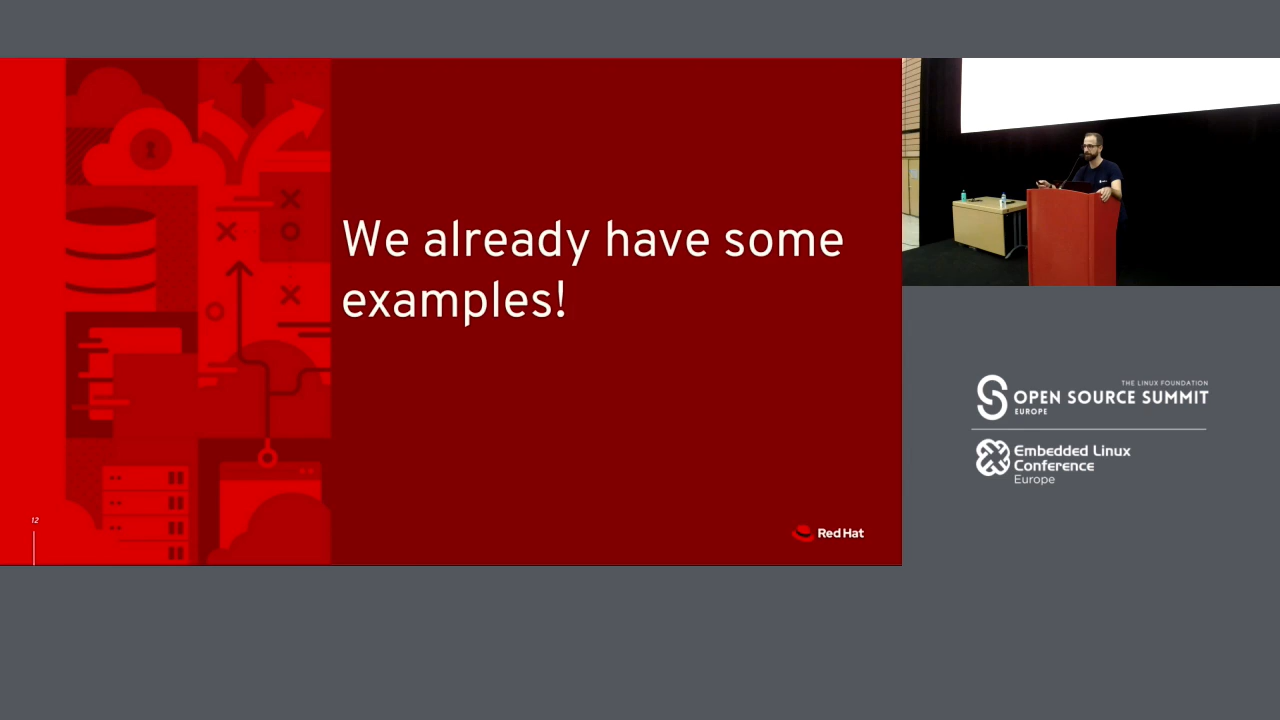 We already have some
examples!
12
Red Hat
THE LINUX FOUNDATION
OPEN SOURCE SUMMIT
EUROPE
Embedded Linux
Conference
Europe